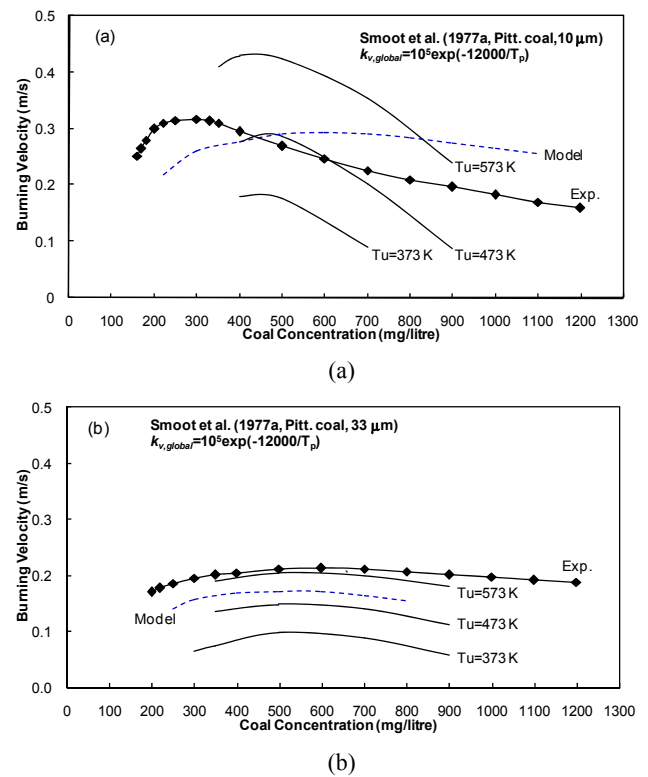 (a)
Smoot et al. (1977a, Pitt. coal,10 μm)
kv,global=10⁵exp(-12000/Tp)
0.5
0.4
0.3
0.2
0.1
0
Burning Velocity (m/s)
Tu=573 K
Model
Exp.
Tu=373 K
Tu=473 K
0 100 200 300 400 500 600 700 800 900 1000 1100 1200 1300
Coal Concentration (mg/litre)
(a)
(b)
Smoot et al. (1977a, Pitt. coal, 33 μm)
kv,global=10⁵exp(-12000/Tp)
0.5
0.4
0.3
0.2
0.1
0.0
Burning Velocity (m/s)
Exp.
Tu=573 K
Model
Tu=473 K
Tu=373 K
0 100 200 300 400 500 600 700 800 900 1000 1100 1200 1300
Coal Concentration (mg/litre)
(b)